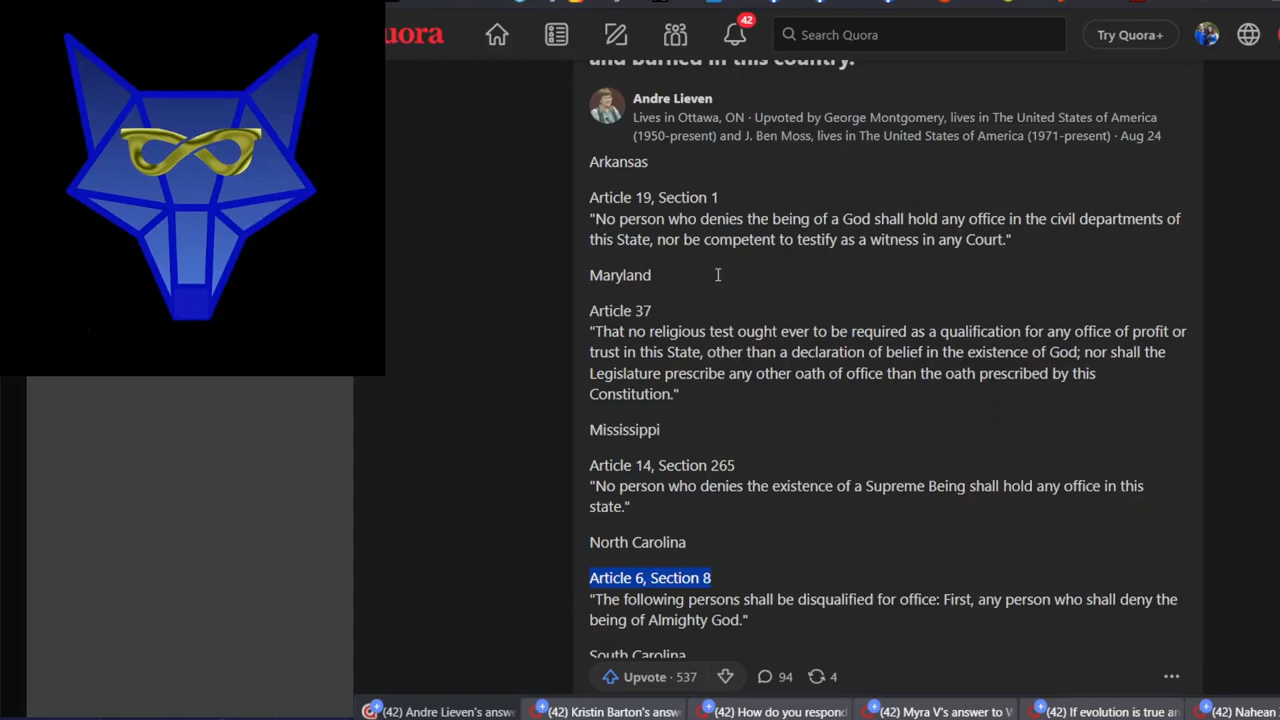 uora
42
Search Quora
Try Quora+
and burned in this country.
Andre Lieven
Lives in Ottawa, ON · Upvoted by George Montgomery, lives in The United States of America
(1950-present) and J. Ben Moss, lives in The United States of America (1971-present) · Aug 24
Arkansas
Article 19, Section 1
"No person who denies the being of a God shall hold any office in the civil departments of
this State, nor be competent to testify as a witness in any Court."
Maryland
Article 37
"That no religious test ought ever to be required as a qualification for any office of profit or
trust in this State, other than a declaration of belief in the existence of God; nor shall the
Legislature prescribe any other oath of office than the oath prescribed by this
Constitution."
Mississippi
Article 14, Section 265
"No person who denies the existence of a Supreme Being shall hold any office in this
state."
North Carolina
Article 6, Section 8
"The following persons shall be disqualified for office: First, any person who shall deny the
being of Almighty God."
South Carolina
Upvote · 537 94 4
(42) Andre Lieven's answe (42) Kristin Barton's answ (42) How do you respond (42) Myra V's answer to W (42) If evolution is true an (42) Nahean